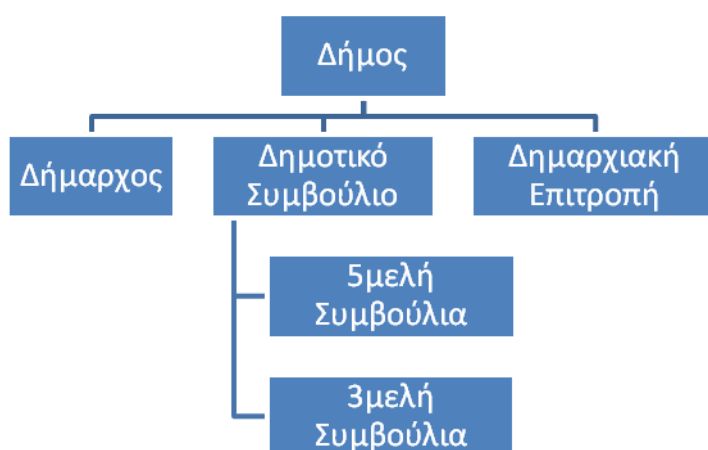 Δήμος
Δήμαρχος
Δημοτικό
Συμβούλιο
Δημαρχιακή
Επιτροπή
5μελή
Συμβούλια
3μελή
Συμβούλια